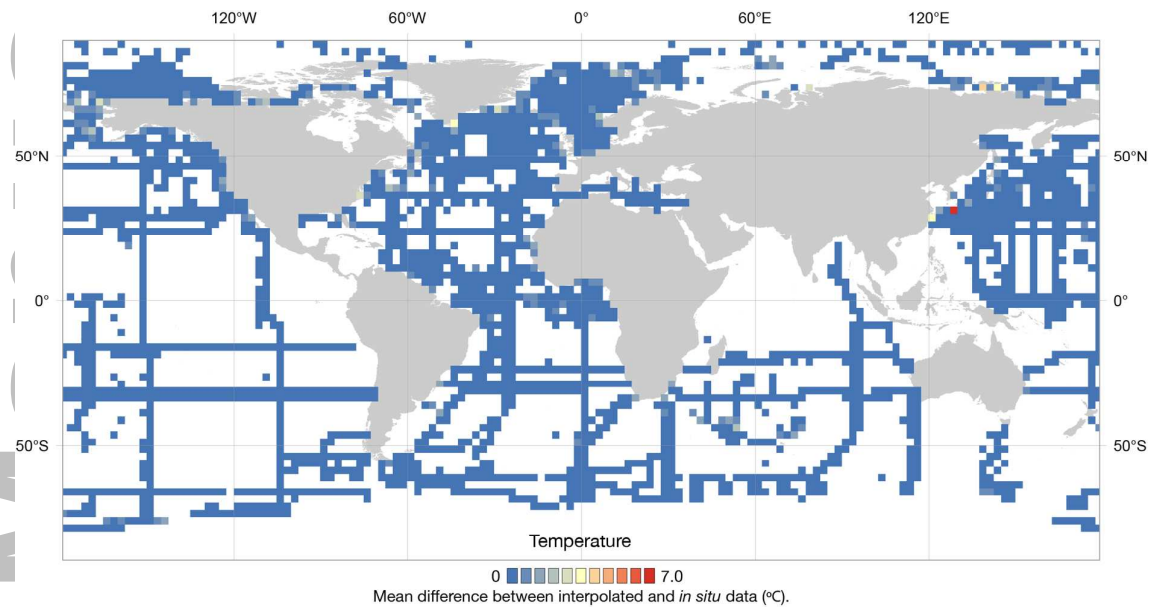 120°W 60°W 0° 60°E 120°E
50°N 50°N
0° 0°
50°S 50°S
Temperature
0 7.0
Mean difference between interpolated and in situ data (ºC).